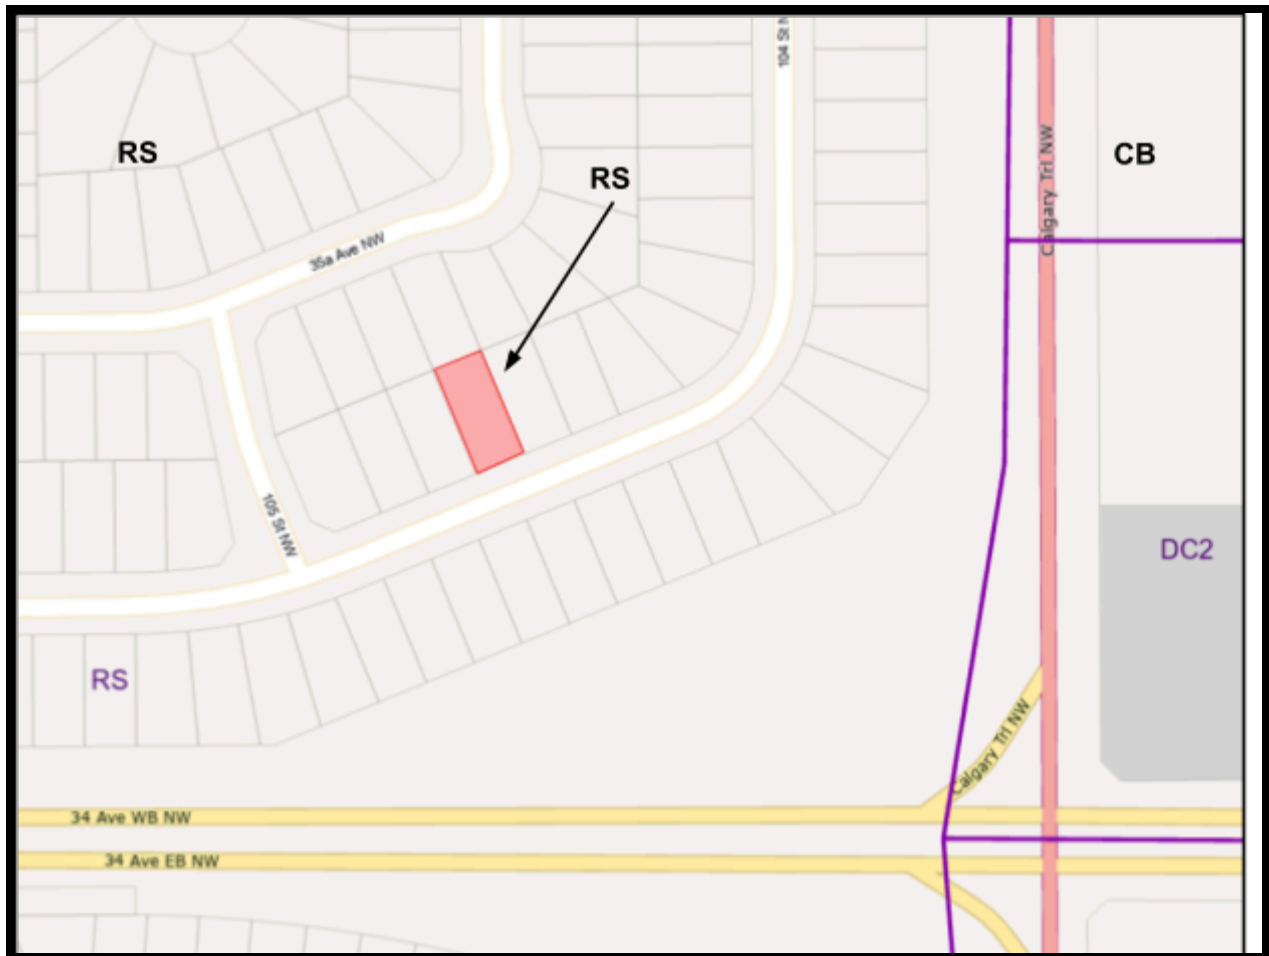 104 St N
RS
CB
RS
Calgary Trl NW
35a Ave NW
105 St NW
DC2
RS
Calgary Trl NW
34 Ave WB NW
34 Ave EB NW